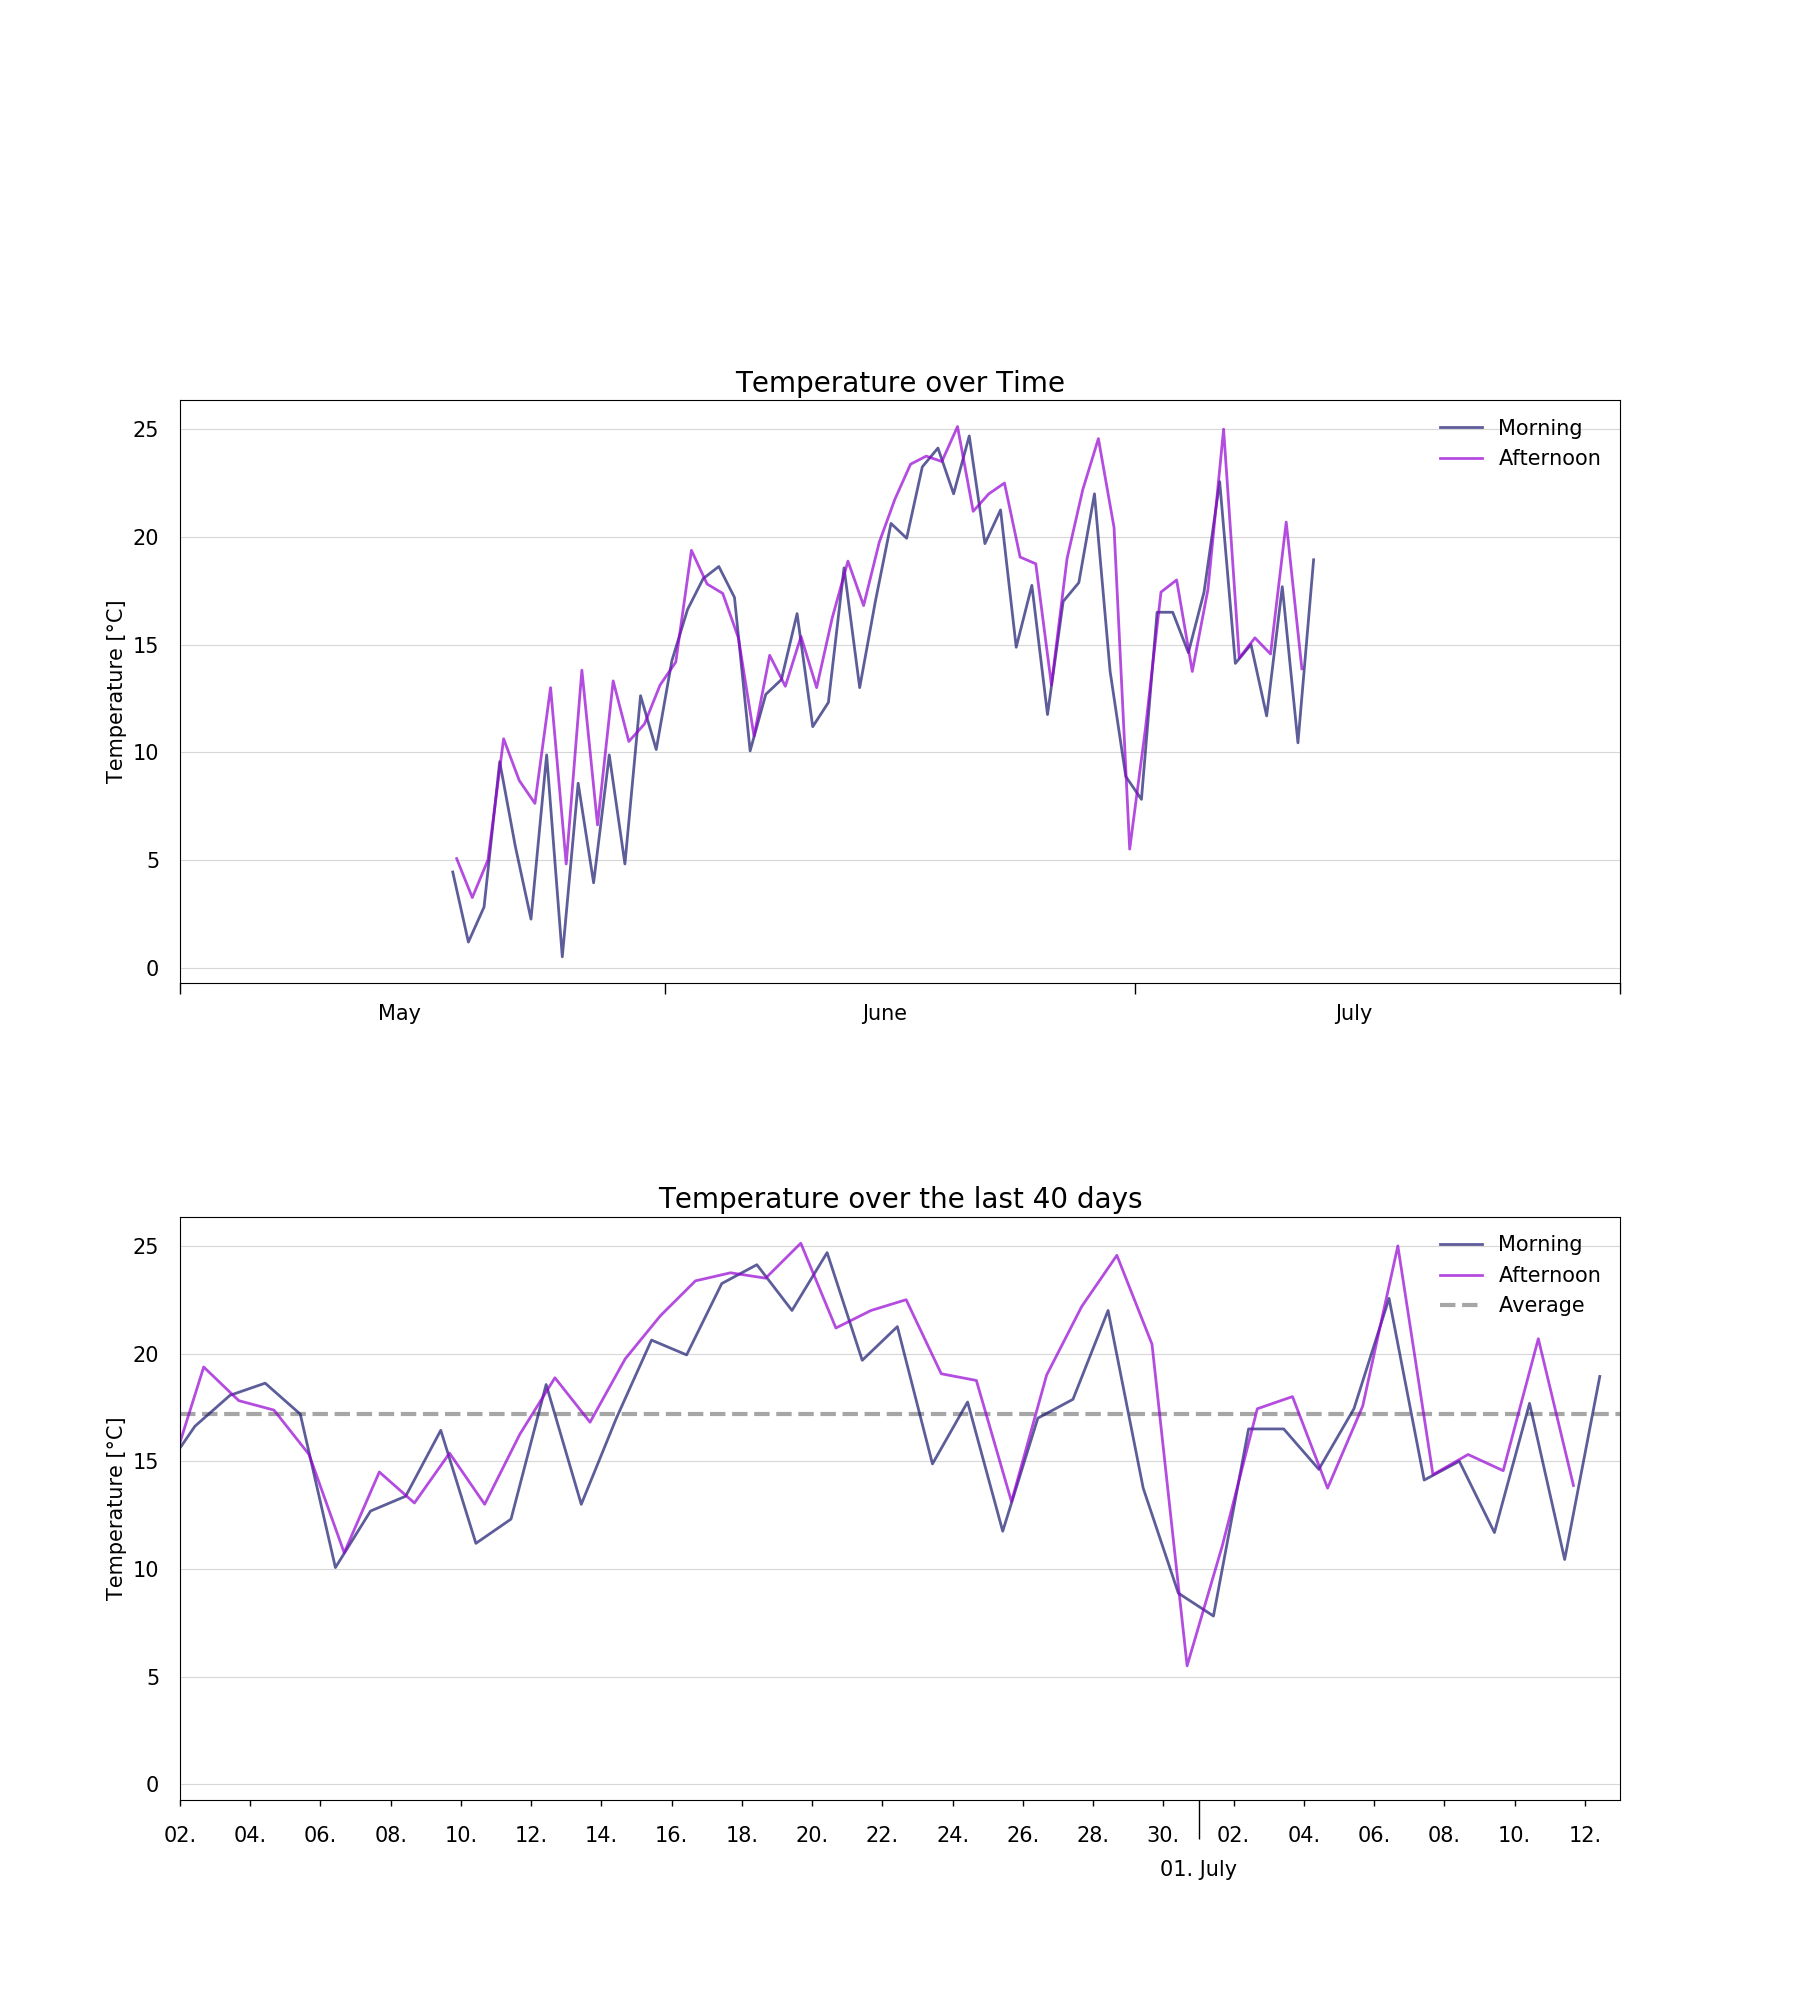 Temperature over Time
Temperature [°C]
25
20
15
10
5
0
Morning
Afternoon
May June July
Temperature over the last 40 days
Temperature [°C]
25
20
15
10
5
0
Morning
Afternoon
Average
02. 04. 06. 08. 10. 12. 14. 16. 18. 20. 22. 24. 26. 28. 30. 02. 04. 06. 08. 10. 12.
01. July